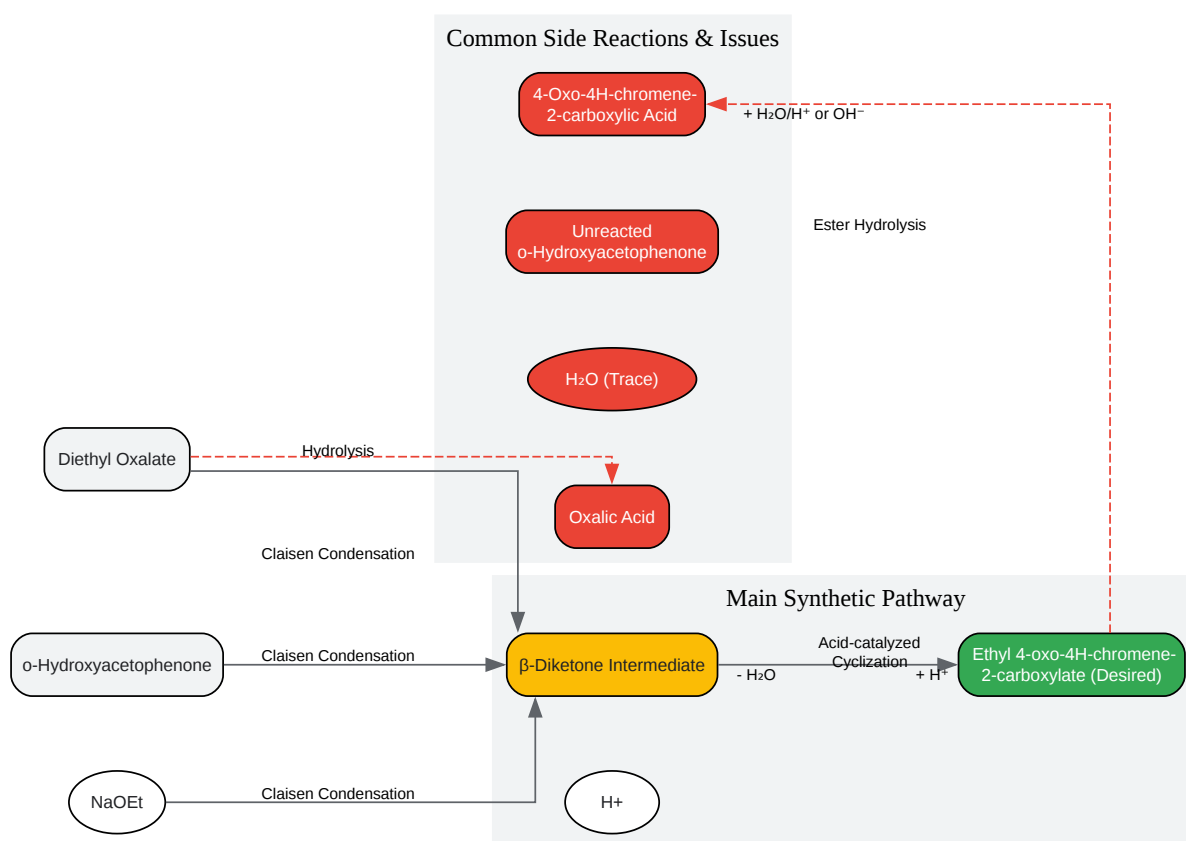 Common Side Reactions & Issues
4-Oxo-4H-chromene-
2-carboxylic Acid
+ H₂O/H⁺ or OH⁻
Unreacted
o-Hydroxyacetophenone
Ester Hydrolysis
H₂O (Trace)
Diethyl Oxalate
Hydrolysis
Oxalic Acid
Claisen Condensation
Main Synthetic Pathway
o-Hydroxyacetophenone
Claisen Condensation
β-Diketone Intermediate
- H₂O
Acid-catalyzed
Cyclization
+ H⁺
Ethyl 4-oxo-4H-chromene-
2-carboxylate (Desired)
NaOEt
Claisen Condensation
H+